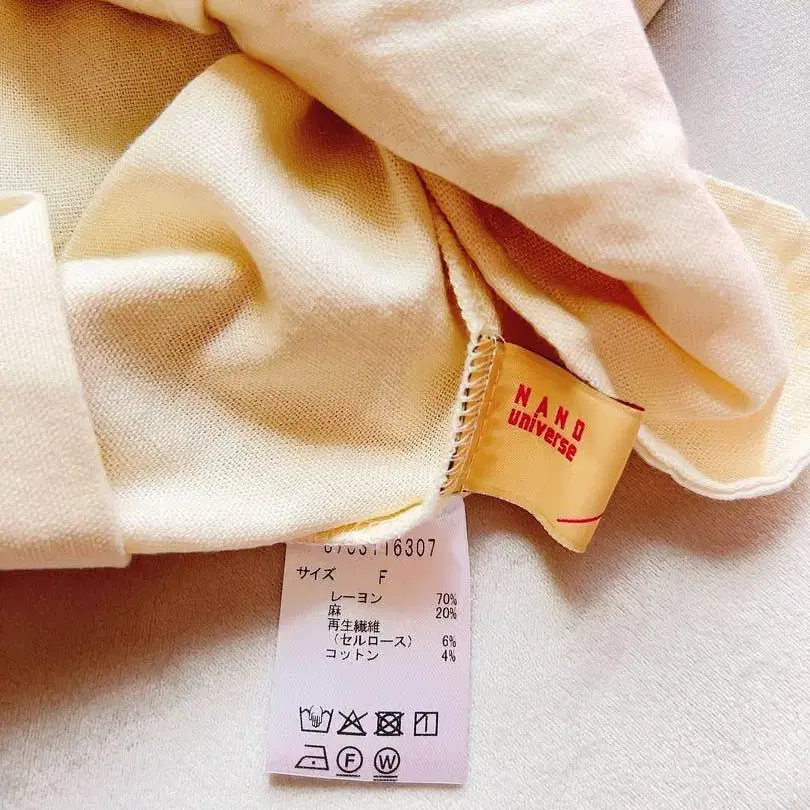 NANO
universe
6703116307
サイズ F
レーヨン 70%
麻 20%
再生繊維
(セルロース) 6%
コットン 4%
F W